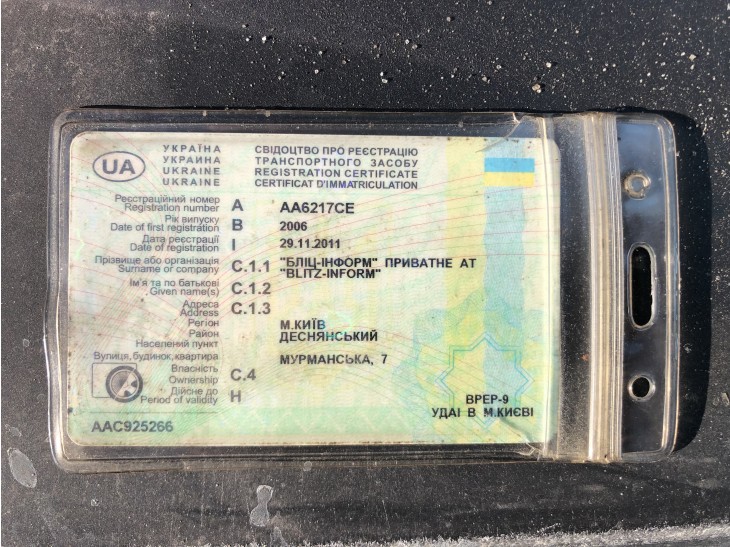 UA
УКРАЇНА
УКРАИНА
UKRAINE
UKRAINE
СВІДОЦТВО ПРО РЕЄСТРАЦІЮ
ТРАНСПОРТНОГО ЗАСОБУ
REGISTRATION CERTIFICATE
CERTIFICAT D'IMMATRICULATION
Реєстраційний номер
Registration number A AA6217CE
Рік випуску
Date of first registration B 2006
Дата реєстрації
Date of registration I 29.11.2011
Прізвище або організація
Surname or company C.1.1 "БЛІЦ-ІНФОРМ" ПРИВАТНЕ АТ
"BLITZ-INFORM"
Ім'я та по батькові
Given name(s) C.1.2
Адреса
Address C.1.3
Регіон М.КИЇВ
Район ДЕСНЯНСЬКИЙ
Населений пункт
Вулиця, будинок, квартира МУРМАНСЬКА, 7
Власність
Ownership C.4
Дійсне до
Period of validity H
ВРЕР-9
УДАІ В М.КИЄВІ
AAC925266